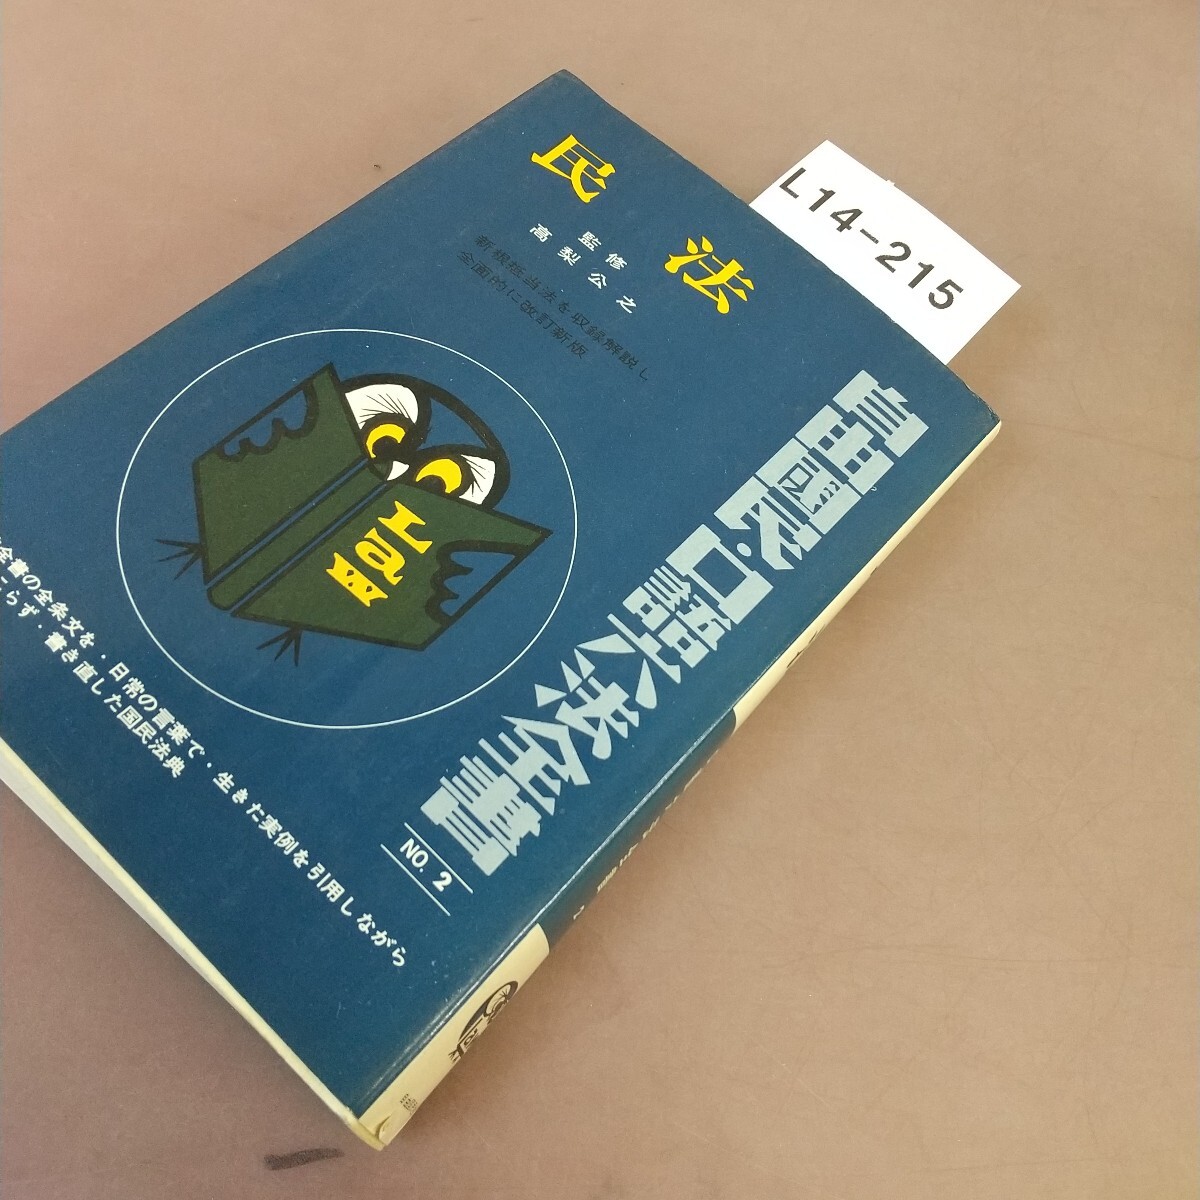 民法
監修
高梨公之
新根抵当法を収録解説し
全面的に改訂新版
自由國民・口語六法全書
Law
全書の全条文を・日常の言葉で・生きた実例を引用しながら
らず・書き直した国民法典
NO. 2
L14-215